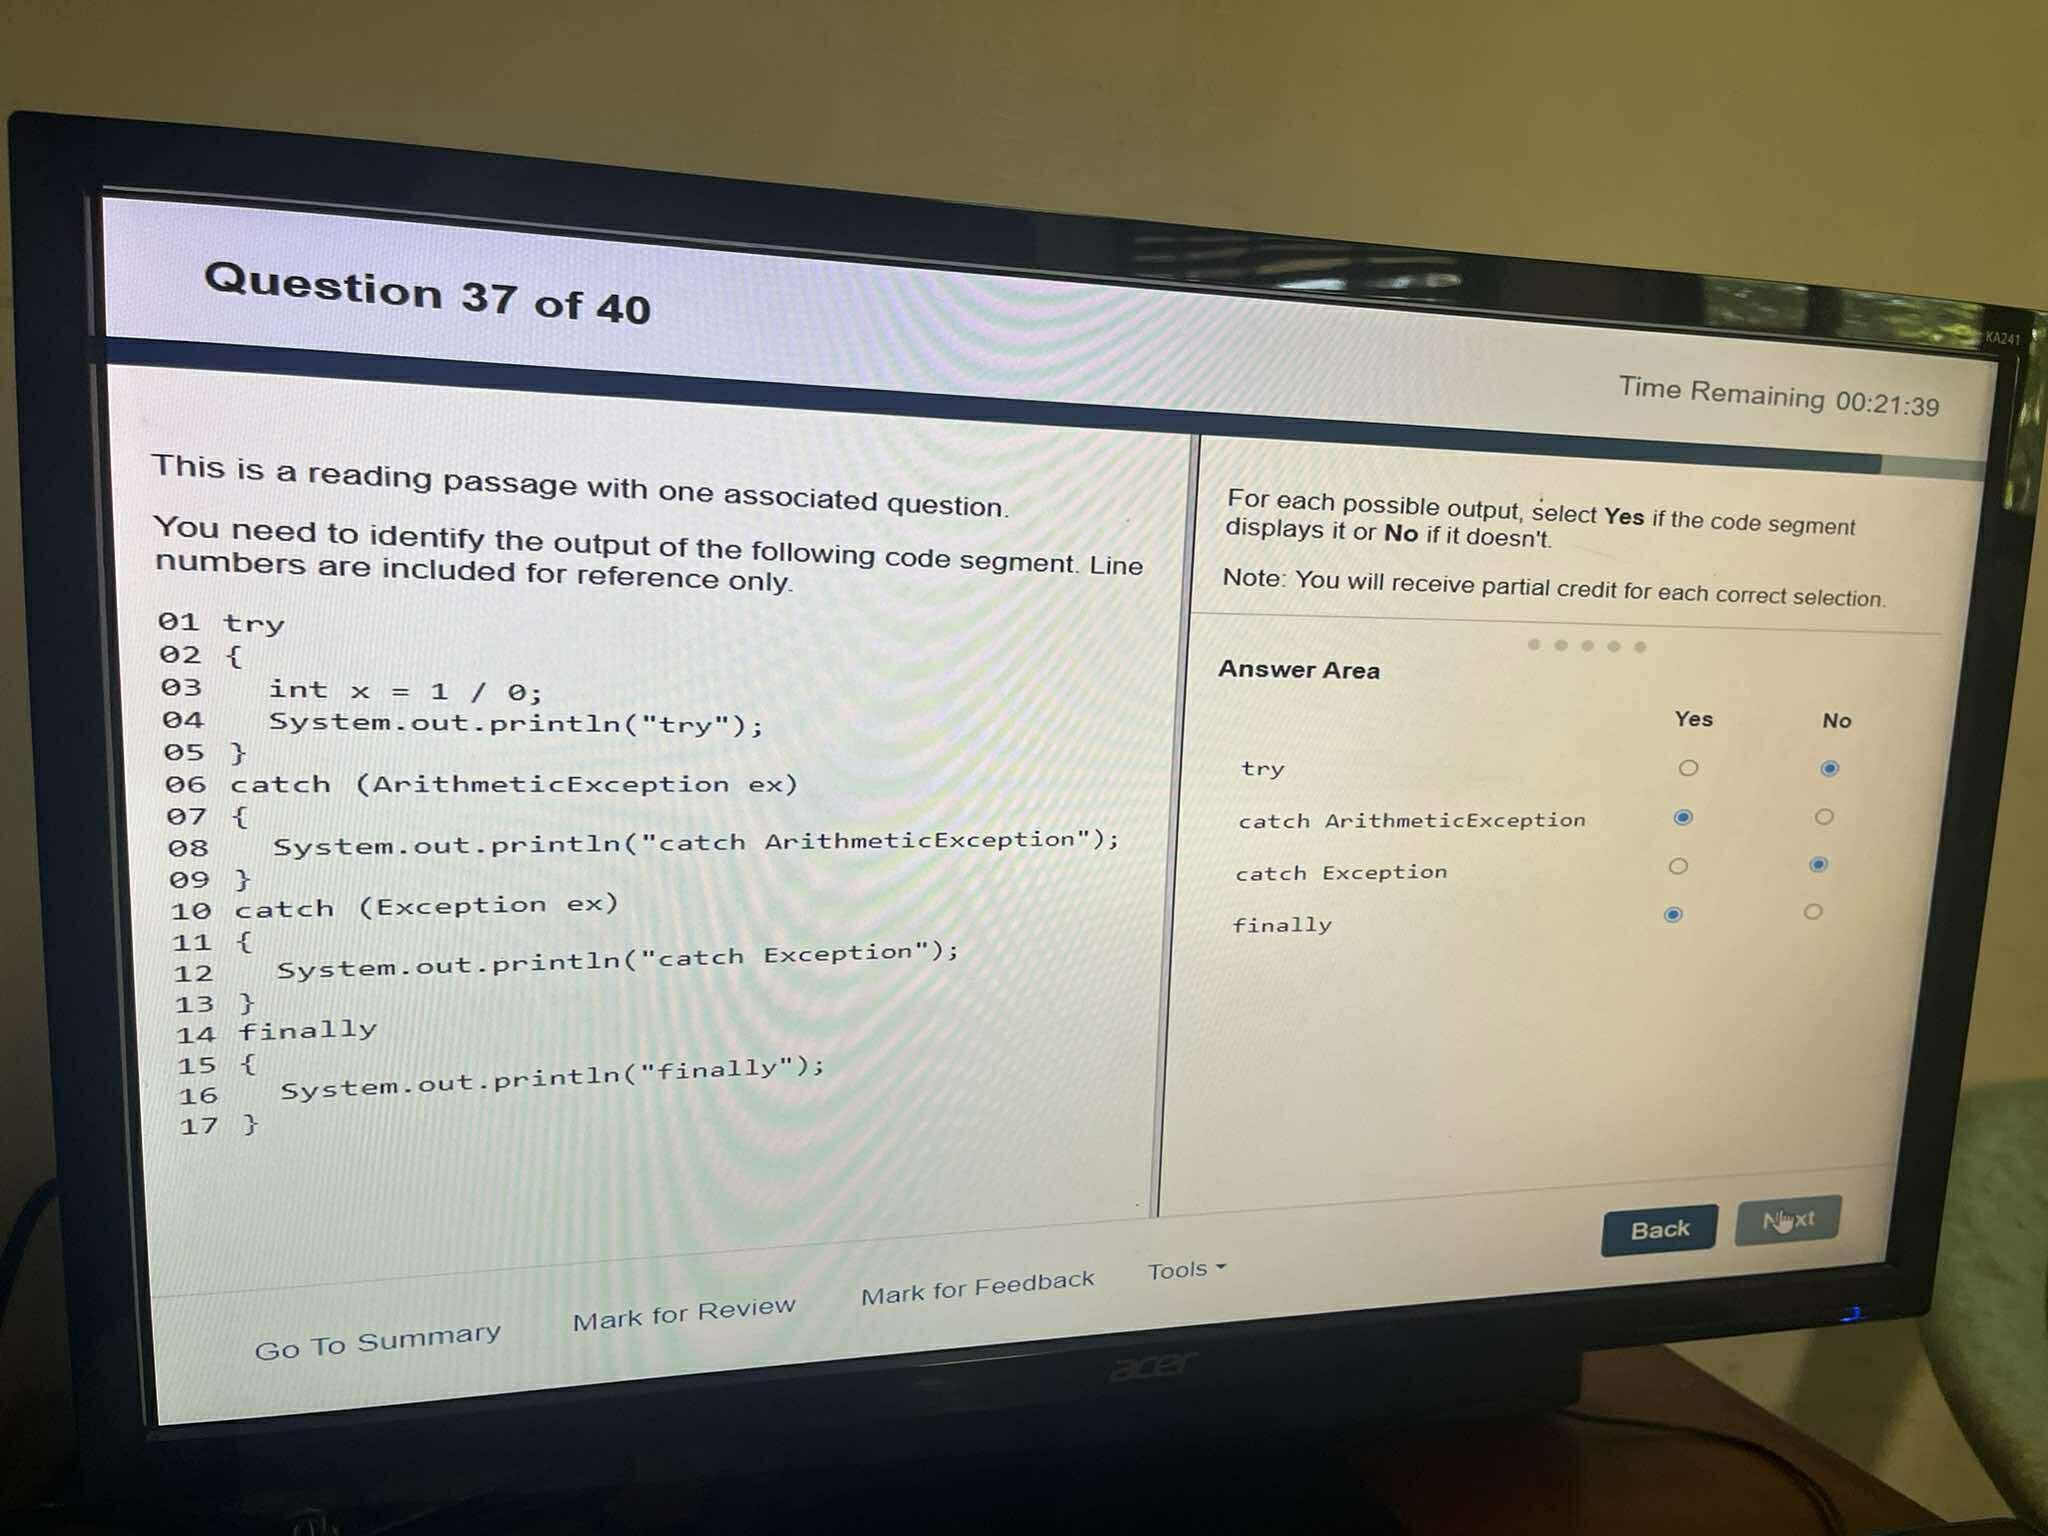 KA241
Question 37 of 40
Time Remaining 00:21:39
This is a reading passage with one associated question.
You need to identify the output of the following code segment. Line
numbers are included for reference only.
01 try
02 {
03    int x = 1 / 0;
04    System.out.println("try");
05 }
06 catch (ArithmeticException ex)
07 {
08    System.out.println("catch ArithmeticException");
09 }
10 catch (Exception ex)
11 {
12    System.out.println("catch Exception");
13 }
14 finally
15 {
16    System.out.println("finally");
17 }
For each possible output, select Yes if the code segment
displays it or No if it doesn't.
Note: You will receive partial credit for each correct selection.
Answer Area
Yes No
try
catch ArithmeticException
catch Exception
finally
Back Next
Go To Summary Mark for Review Mark for Feedback Tools
acer